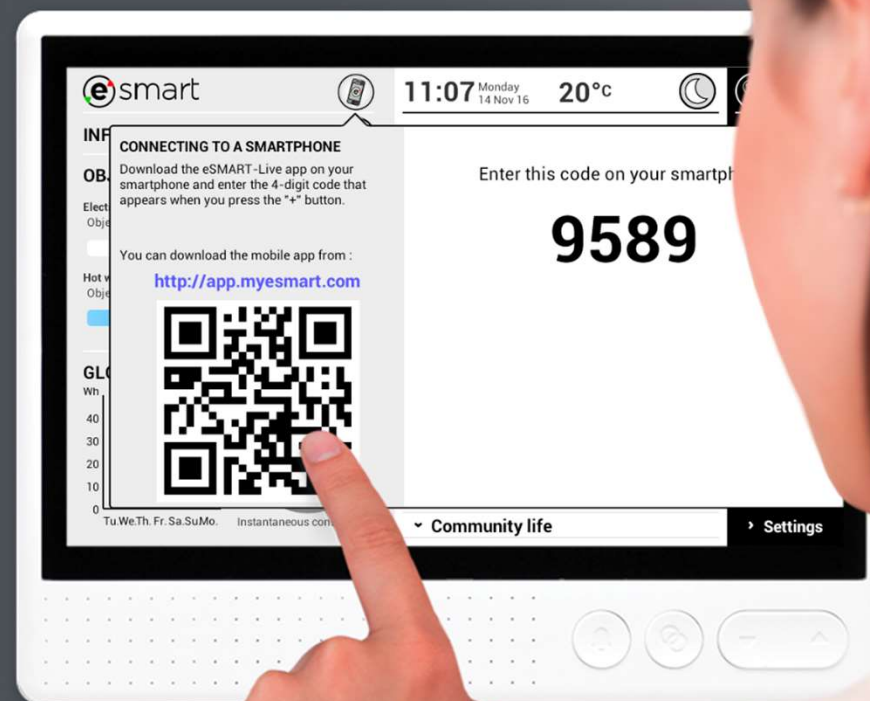 esmart
11:07 Monday
14 Nov 16
20°C
CONNECTING TO A SMARTPHONE
Download the eSMART-Live app on your
smartphone and enter the 4-digit code that
appears when you press the "+" button.
You can download the mobile app from :
http://app.myesmart.com
Enter this code on your
9589
Wh
40
30
20
10
0
Tu.We.Th. Fr. Sa.Su.Mo.
Instantaneous
Community life
Settings